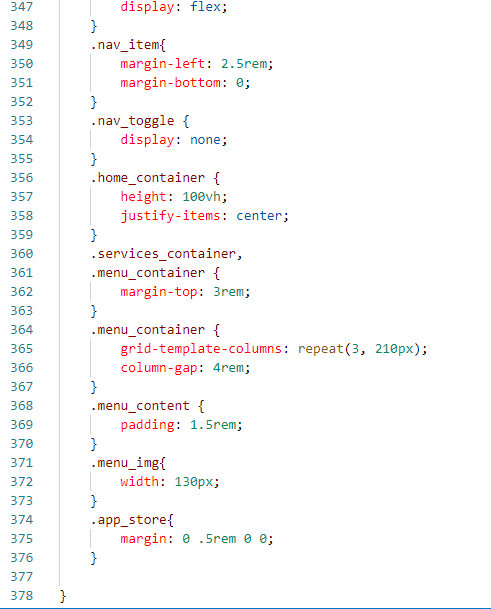 347 display: flex;
348 }
349 .nav_item{
350 margin-left: 2.5rem;
351 margin-bottom: 0;
352 }
353 .nav_toggle {
354 display: none;
355 }
356 .home_container {
357 height: 100vh;
358 justify-items: center;
359 }
360 .services_container,
361 .menu_container {
362 margin-top: 3rem;
363 }
364 .menu_container {
365 grid-template-columns: repeat(3, 210px);
366 column-gap: 4rem;
367 }
368 .menu_content {
369 padding: 1.5rem;
370 }
371 .menu_img{
372 width: 130px;
373 }
374 .app_store{
375 margin: 0 .5rem 0 0;
376 }
377
378 }